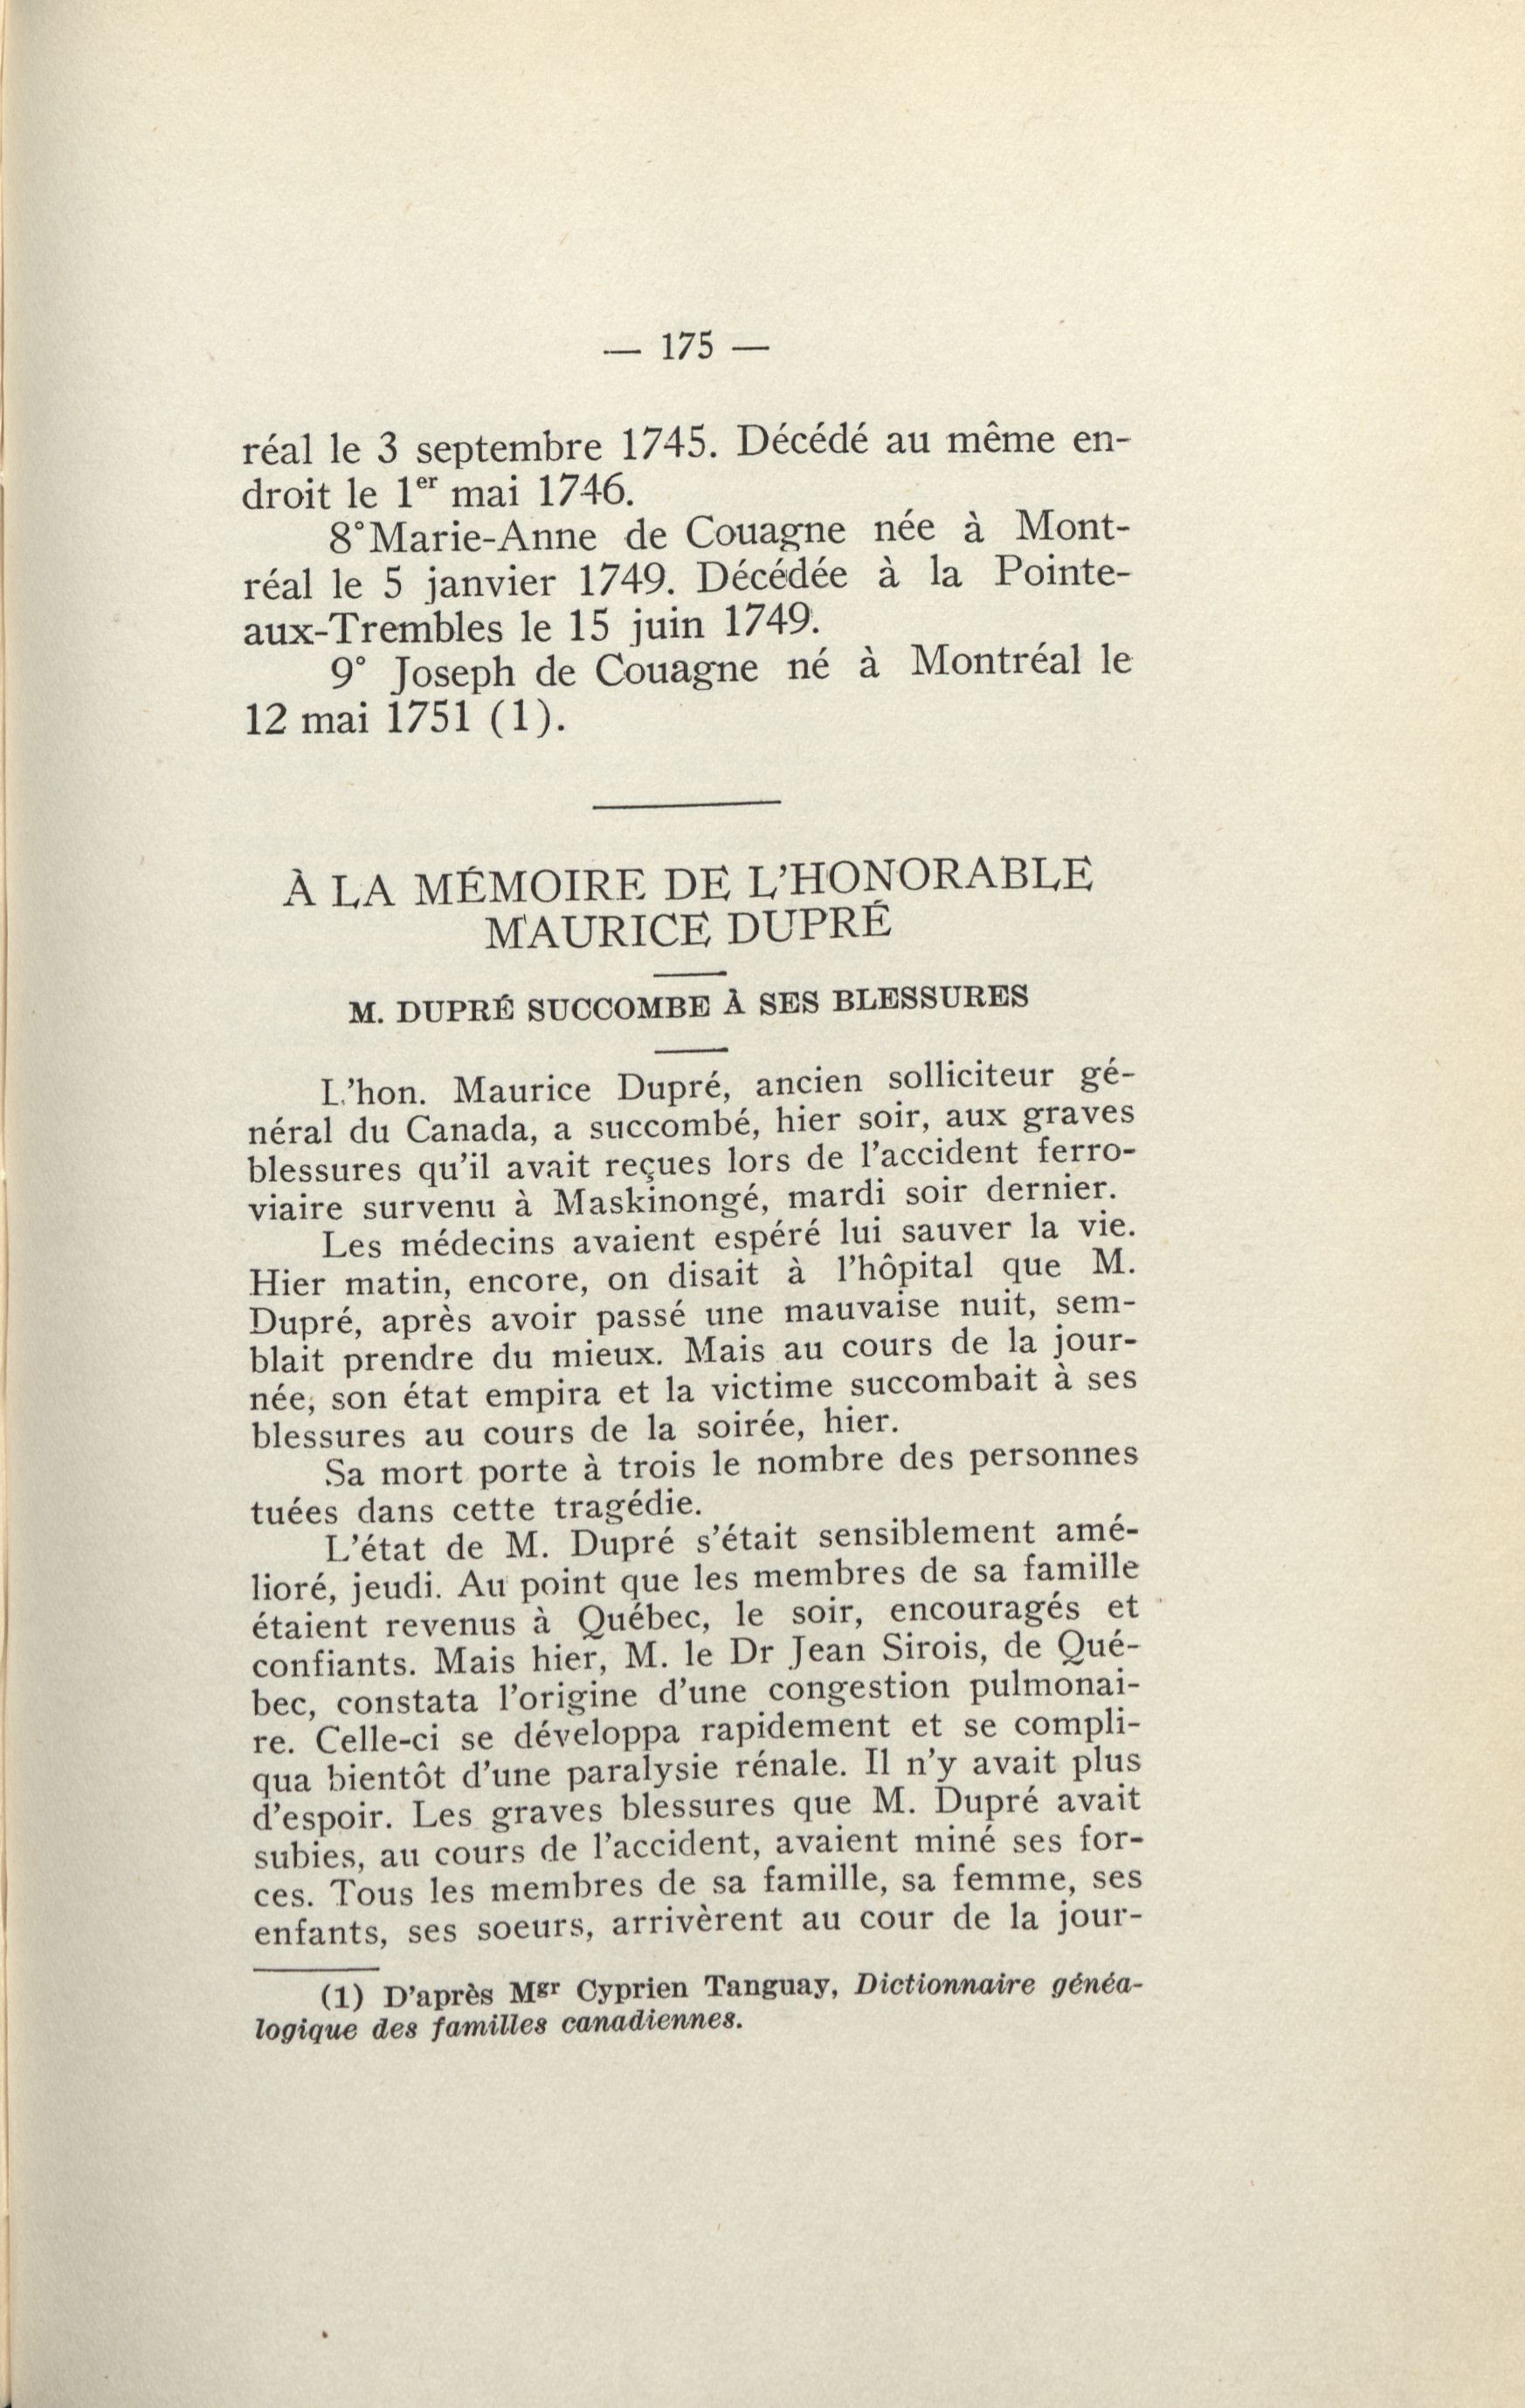 — 175 —
réal le 3 septembre 1745. Décédé au même en-
droit le 1er mai 1746.
8° Marie-Anne de Couagne née à Mont-
réal le 5 janvier 1749. Décédée à la Pointe-
aux-Trembles le 15 juin 1749.
9° Joseph de Couagne né à Montréal le
12 mai 1751 (1).
À LA MÉMOIRE DE L'HONORABLE
MAURICE DUPRÉ
M. DUPRÉ SUCCOMBE À SES BLESSURES
L'hon. Maurice Dupré, ancien solliciteur gé-
néral du Canada, a succombé, hier soir, aux graves
blessures qu'il avait reçues lors de l'accident ferro-
viaire survenu à Maskinongé, mardi soir dernier.
Les médecins avaient espéré lui sauver la vie.
Hier matin, encore, on disait à l'hôpital que M.
Dupré, après avoir passé une mauvaise nuit, sem-
blait prendre du mieux. Mais au cours de la jour-
née, son état empira et la victime succombait à ses
blessures au cours de la soirée, hier.
Sa mort porte à trois le nombre des personnes
tuées dans cette tragédie.
L'état de M. Dupré s'était sensiblement amé-
lioré, jeudi. Au point que les membres de sa famille
étaient revenus à Québec, le soir, encouragés et
confiants. Mais hier, M. le Dr Jean Sirois, de Qué-
bec, constata l'origine d'une congestion pulmonai-
re. Celle-ci se développa rapidement et se compli-
qua bientôt d'une paralysie rénale. Il n'y avait plus
d'espoir. Les graves blessures que M. Dupré avait
subies, au cours de l'accident, avaient miné ses for-
ces. Tous les membres de sa famille, sa femme, ses
enfants, ses soeurs, arrivèrent au cour de la jour-
(1) D'après Mgr Cyprien Tanguay, Dictionnaire généa-
logique des familles canadiennes.